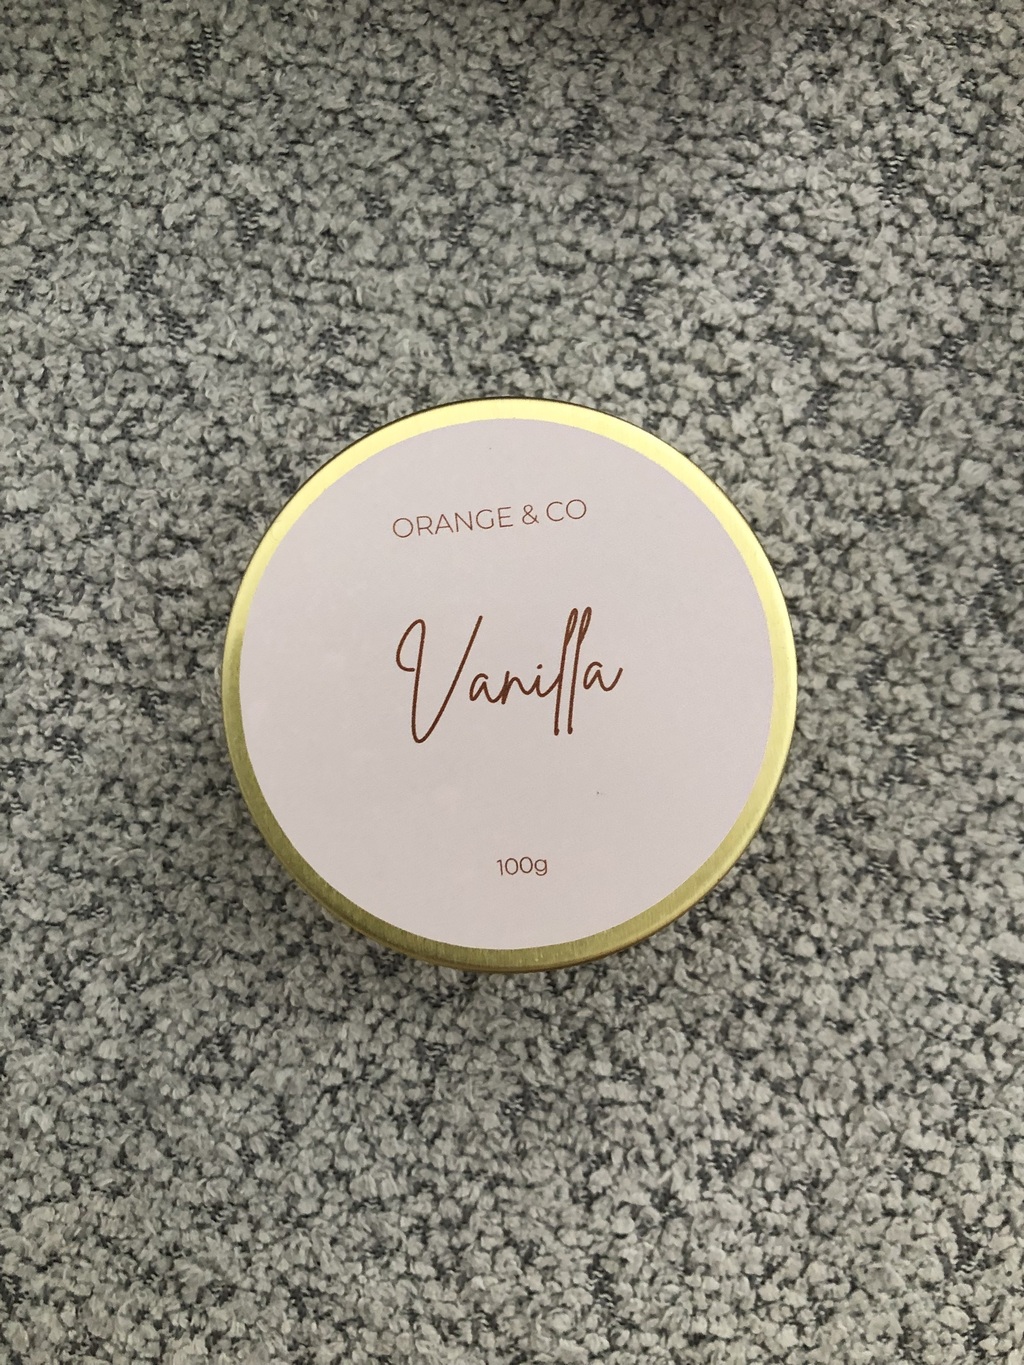 ORANGE & CO
Vanilla
100g